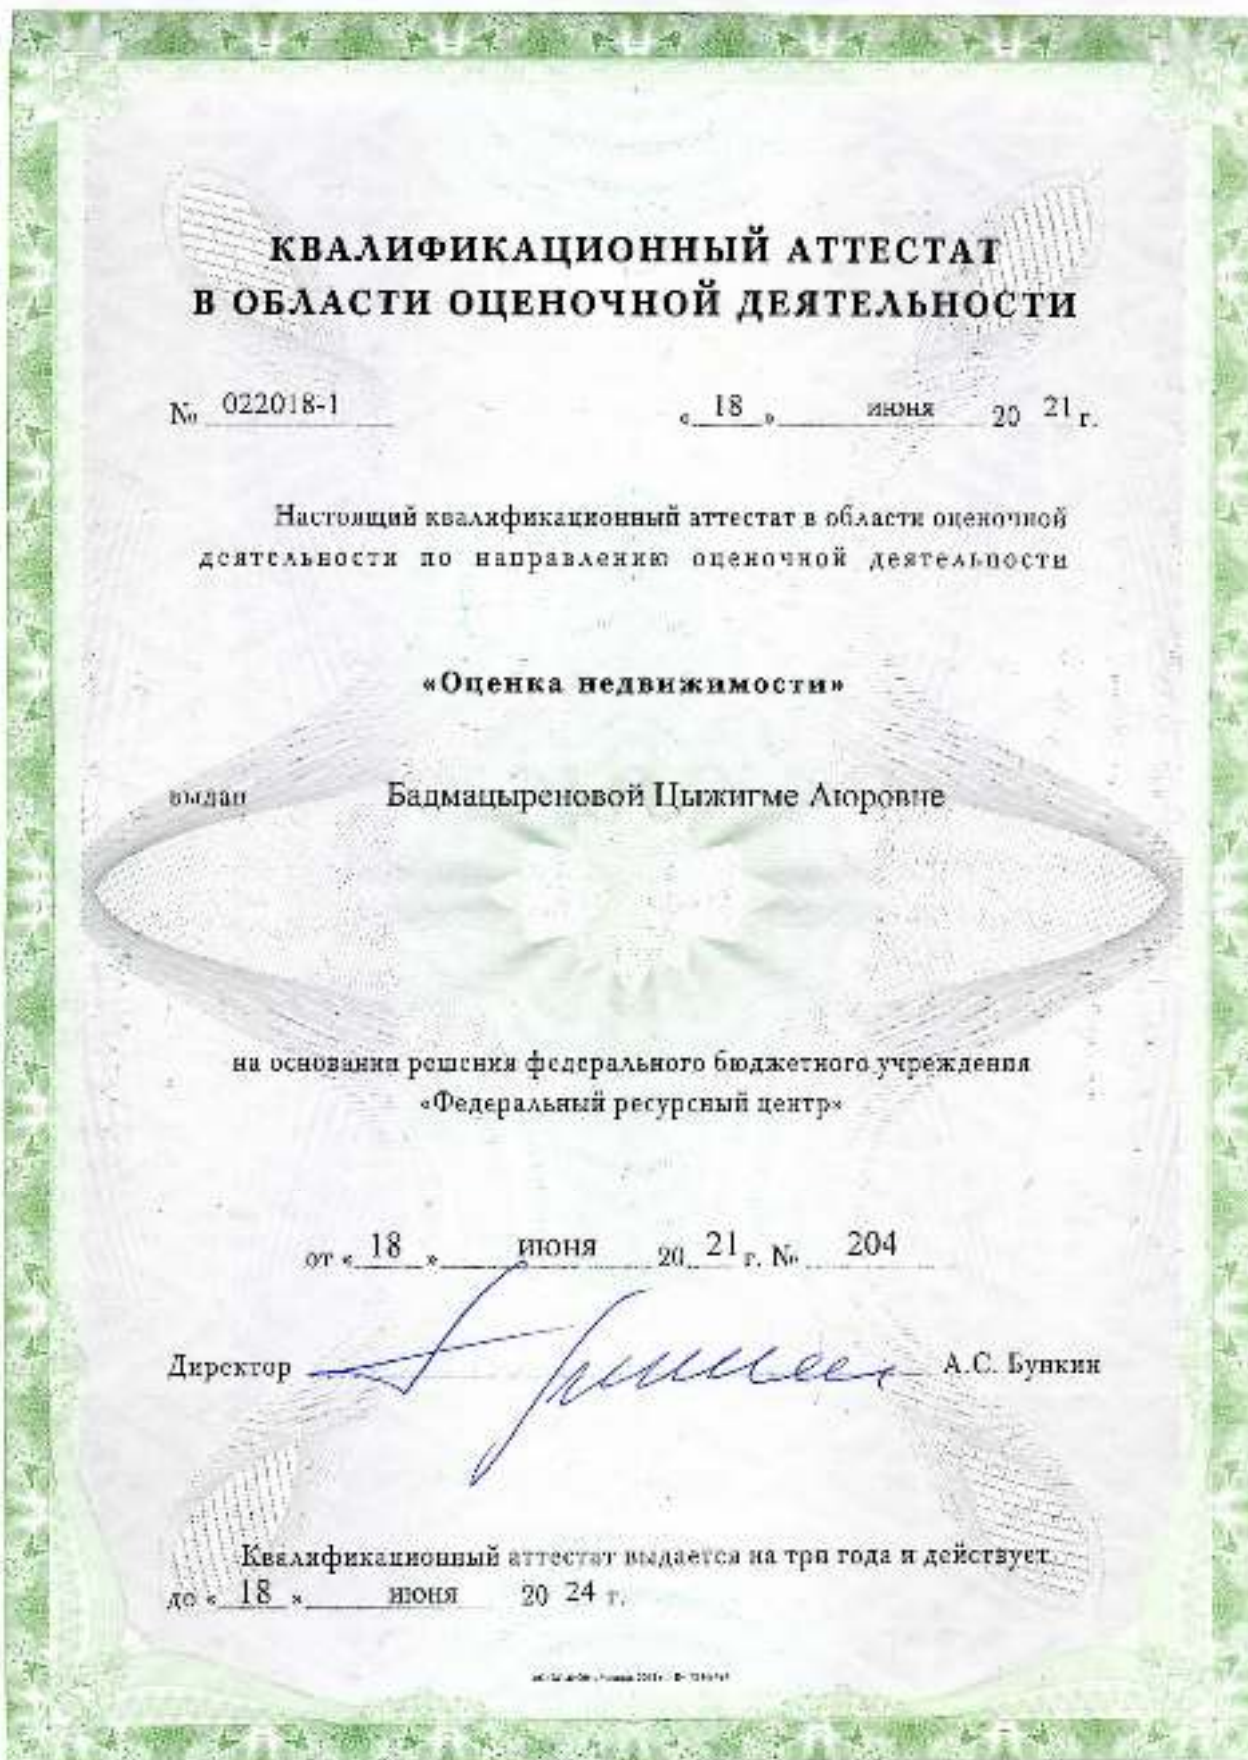 КВАЛИФИКАЦИОННЫЙ АТТЕСТАТ
В ОБЛАСТИ ОЦЕНОЧНОЙ ДЕЯТЕЛЬНОСТИ
№ 022018-1 « 18 » июня 20 21 г.
Настоящий квалификационный аттестат в области оценочной
деятельности по направлению оценочной деятельности
«Оценка недвижимости»
выдан Бадмацыреновой Цыжигме Аюровне
на основании решения федерального бюджетного учреждения
«Федеральный ресурсный центр»
от « 18 » июня 20 21 г. № 204
Директор А.С. Бункин
Квалификационный аттестат выдается на три года и действует
до « 18 » июня 20 24 г.